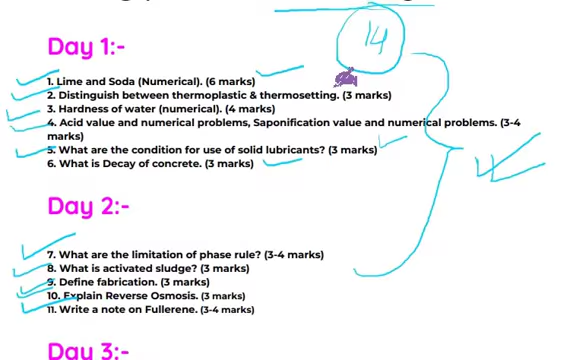 14
Day 1:-
1. Lime and Soda (Numerical). (6 marks)
2. Distinguish between thermoplastic & thermosetting. (3 marks)
3. Hardness of water (numerical). (4 marks)
4. Acid value and numerical problems, Saponification value and numerical problems. (3-4
marks)
5. What are the condition for use of solid lubricants? (3 marks)
6. What is Decay of concrete. (3 marks)
Day 2:-
7. What are the limitation of phase rule? (3-4 marks)
8. What is activated sludge? (3 marks)
9. Define fabrication. (3 marks)
10. Explain Reverse Osmosis. (3 marks)
11. Write a note on Fullerene. (3-4 marks)
Day 3:-